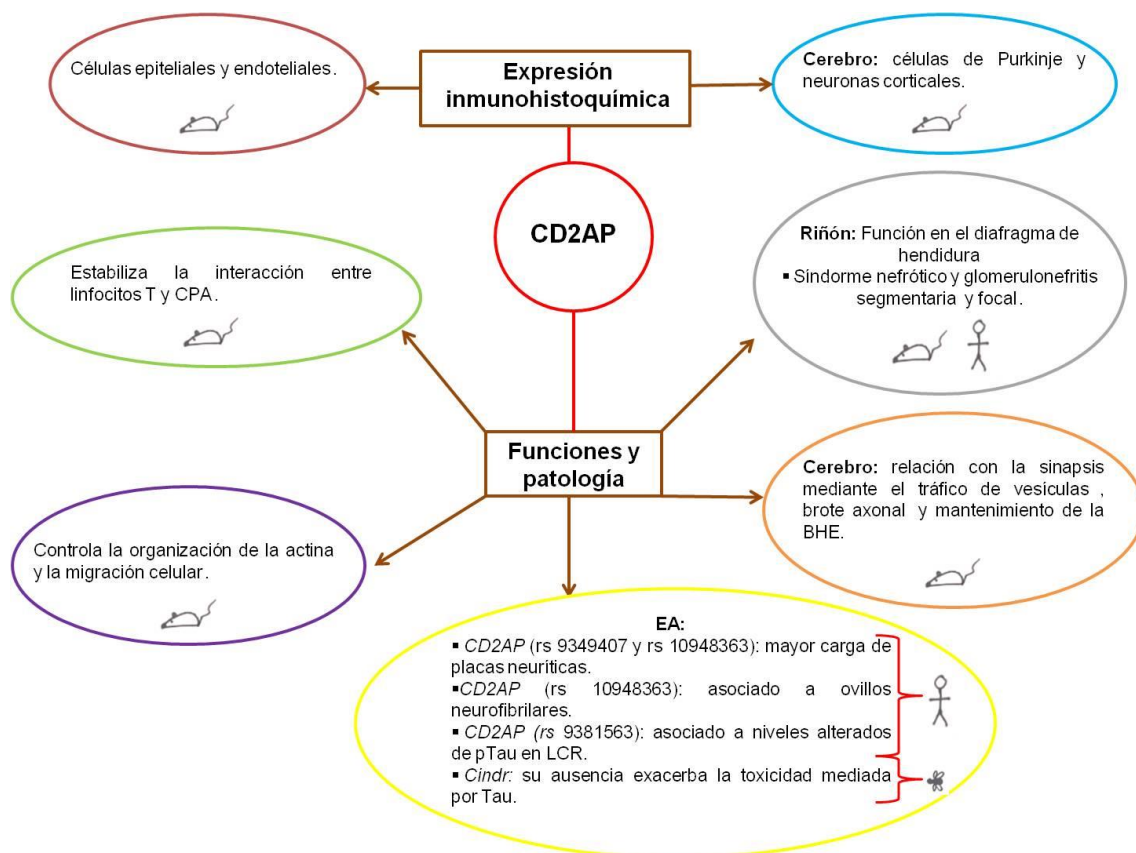 Células epiteliales y endoteliales.
Expresión
inmunohistoquímica
Cerebro: células de Purkinje y
neuronas corticales.
CD2AP
Estabiliza la interacción entre
linfocitos T y CPA.
Riñón: Función en el diafragma de
hendidura
▪ Síndorme nefrótico y glomerulonefritis
segmentaria y focal.
Funciones y
patología
Cerebro: relación con la sinapsis
mediante el tráfico de vesiculas ,
brote axonal y mantenimiento de la
BHE.
Controla la organización de la actina
y la migración celular.
EA:
▪ CD2AP (rs 9349407 y rs 10948363): mayor carga de
placas neuríticas.
▪CD2AP (rs 10948363): asociado a ovillos
neurofibrilares.
▪ CD2AP (rs 9381563): asociado a niveles alterados
de pTau en LCR.
▪ Cindr: su ausencia exacerba la toxicidad mediada
por Tau.